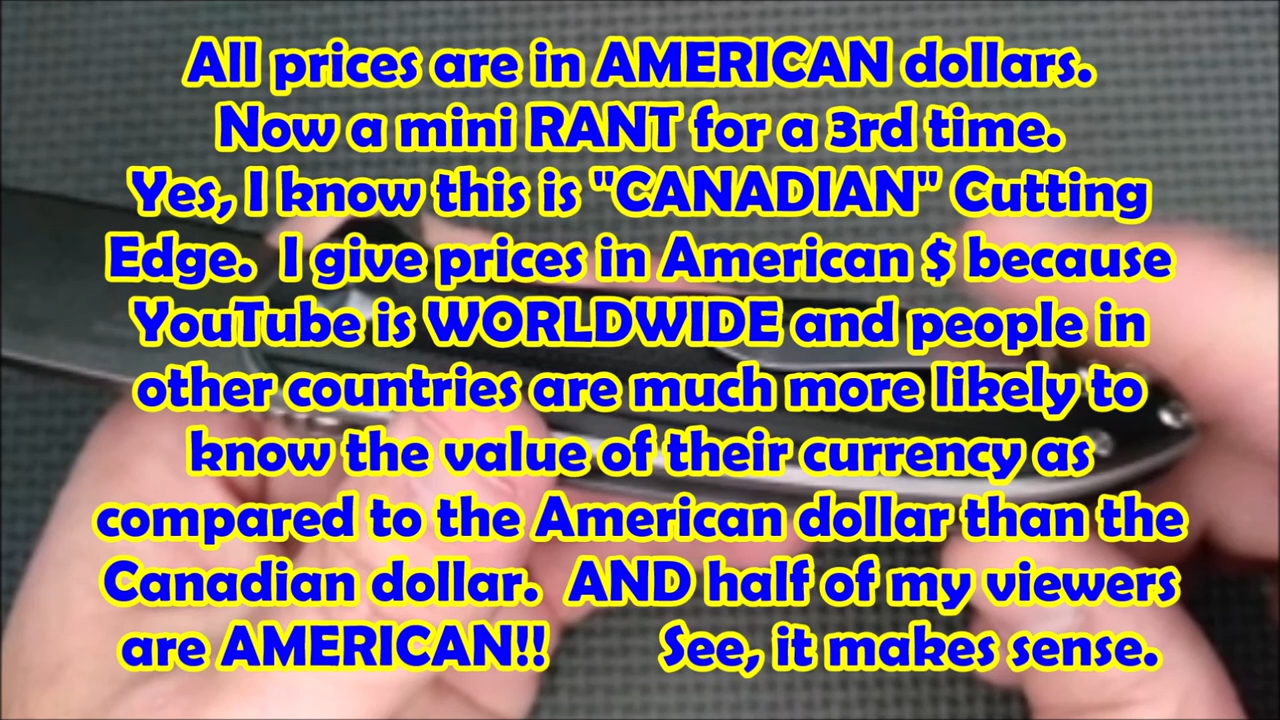 All prices are in AMERICAN dollars.
Now a mini RANT for a 3rd time.
Yes, I know this is "CANADIAN" Cutting
Edge.  I give prices in American $ because
YouTube is WORLDWIDE and people in
other countries are much more likely to
know the value of their currency as
compared to the American dollar than the
Canadian dollar.  AND half of my viewers
are AMERICAN!!          See, it makes sense.